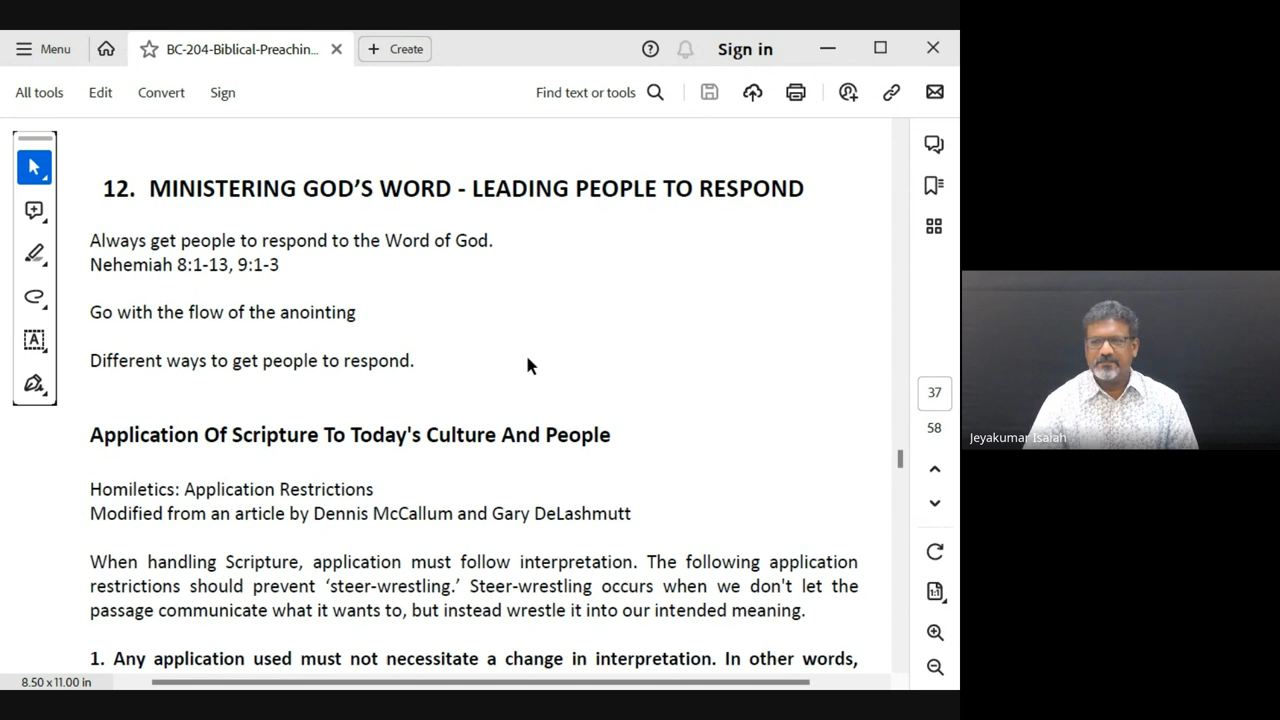 Menu
BC-204-Biblical-Preachin...
Create
Sign in
All tools
Edit
Convert
Sign
Find text or tools
12. MINISTERING GOD’S WORD - LEADING PEOPLE TO RESPOND
Always get people to respond to the Word of God.
Nehemiah 8:1-13, 9:1-3
Go with the flow of the anointing
Different ways to get people to respond.
Application Of Scripture To Today's Culture And People
Homiletics: Application Restrictions
Modified from an article by Dennis McCallum and Gary DeLashmutt
When handling Scripture, application must follow interpretation. The following application
restrictions should prevent ‘steer-wrestling.’ Steer-wrestling occurs when we don't let the
passage communicate what it wants to, but instead wrestle it into our intended meaning.
1. Any application used must not necessitate a change in interpretation. In other words,
8.50 x 11.00 in
37
58
1:1
Jeyakumar Isaiah